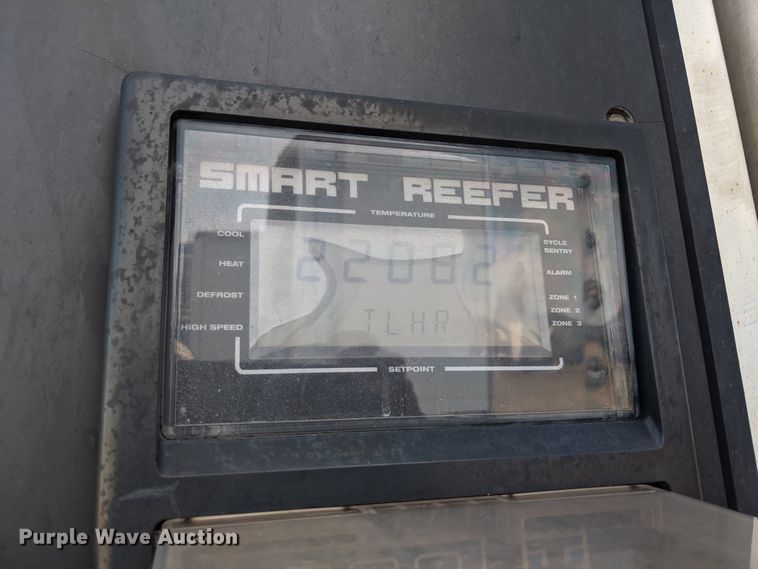 SMART REEFER
TEMPERATURE
COOL
HEAT
DEFROST
HIGH SPEED
22082
TLHR
CYCLE
SENTRY
ALARM
ZONE 1
ZONE 2
ZONE 3
SETPOINT
Purple Wave Auction